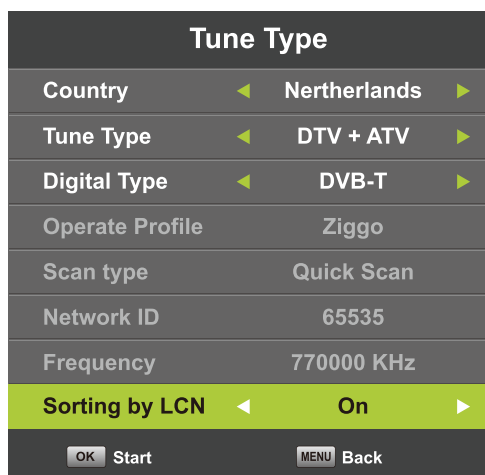 Tune Type
Country Nertherlands
Tune Type DTV + ATV
Digital Type DVB-T
Operate Profile Ziggo
Scan type Quick Scan
Network ID 65535
Frequency 770000 KHz
Sorting by LCN On
OK Start MENU Back